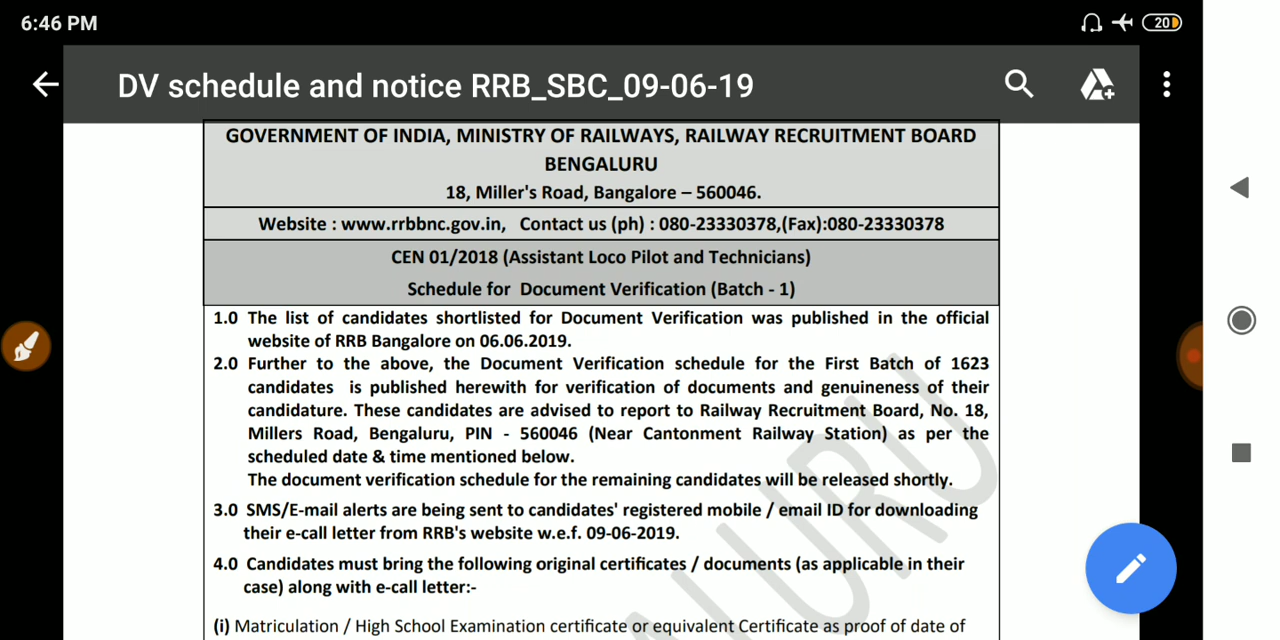 6:46 PM
20
DV schedule and notice RRB_SBC_09-06-19
GOVERNMENT OF INDIA, MINISTRY OF RAILWAYS, RAILWAY RECRUITMENT BOARD
BENGALURU
18, Miller's Road, Bangalore – 560046.
Website : www.rrbbnc.gov.in, Contact us (ph) : 080-23330378,(Fax):080-23330378
CEN 01/2018 (Assistant Loco Pilot and Technicians)
Schedule for Document Verification (Batch - 1)
1.0 The list of candidates shortlisted for Document Verification was published in the official
website of RRB Bangalore on 06.06.2019.
2.0 Further to the above, the Document Verification schedule for the First Batch of 1623
candidates is published herewith for verification of documents and genuineness of their
candidature. These candidates are advised to report to Railway Recruitment Board, No. 18,
Millers Road, Bengaluru, PIN - 560046 (Near Cantonment Railway Station) as per the
scheduled date & time mentioned below.
The document verification schedule for the remaining candidates will be released shortly.
3.0 SMS/E-mail alerts are being sent to candidates' registered mobile / email ID for downloading
their e-call letter from RRB's website w.e.f. 09-06-2019.
4.0 Candidates must bring the following original certificates / documents (as applicable in their
case) along with e-call letter:-
(i) Matriculation / High School Examination certificate or equivalent Certificate as proof of date of